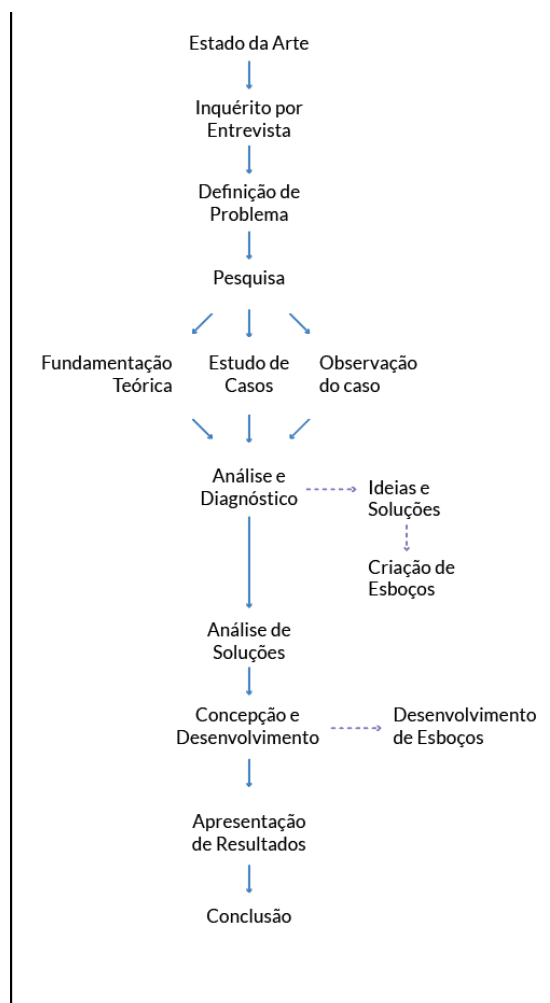 Estado da Arte
Inquérito por
Entrevista
Definição de
Problema
Pesquisa
Fundamentação
Teórica
Estudo de
Casos
Observação
do caso
Análise e
Diagnóstico
Ideias e
Soluções
Criação de
Esboços
Análise de
Soluções
Concepção e
Desenvolvimento
Desenvolvimento
de Esboços
Apresentação
de Resultados
Conclusão